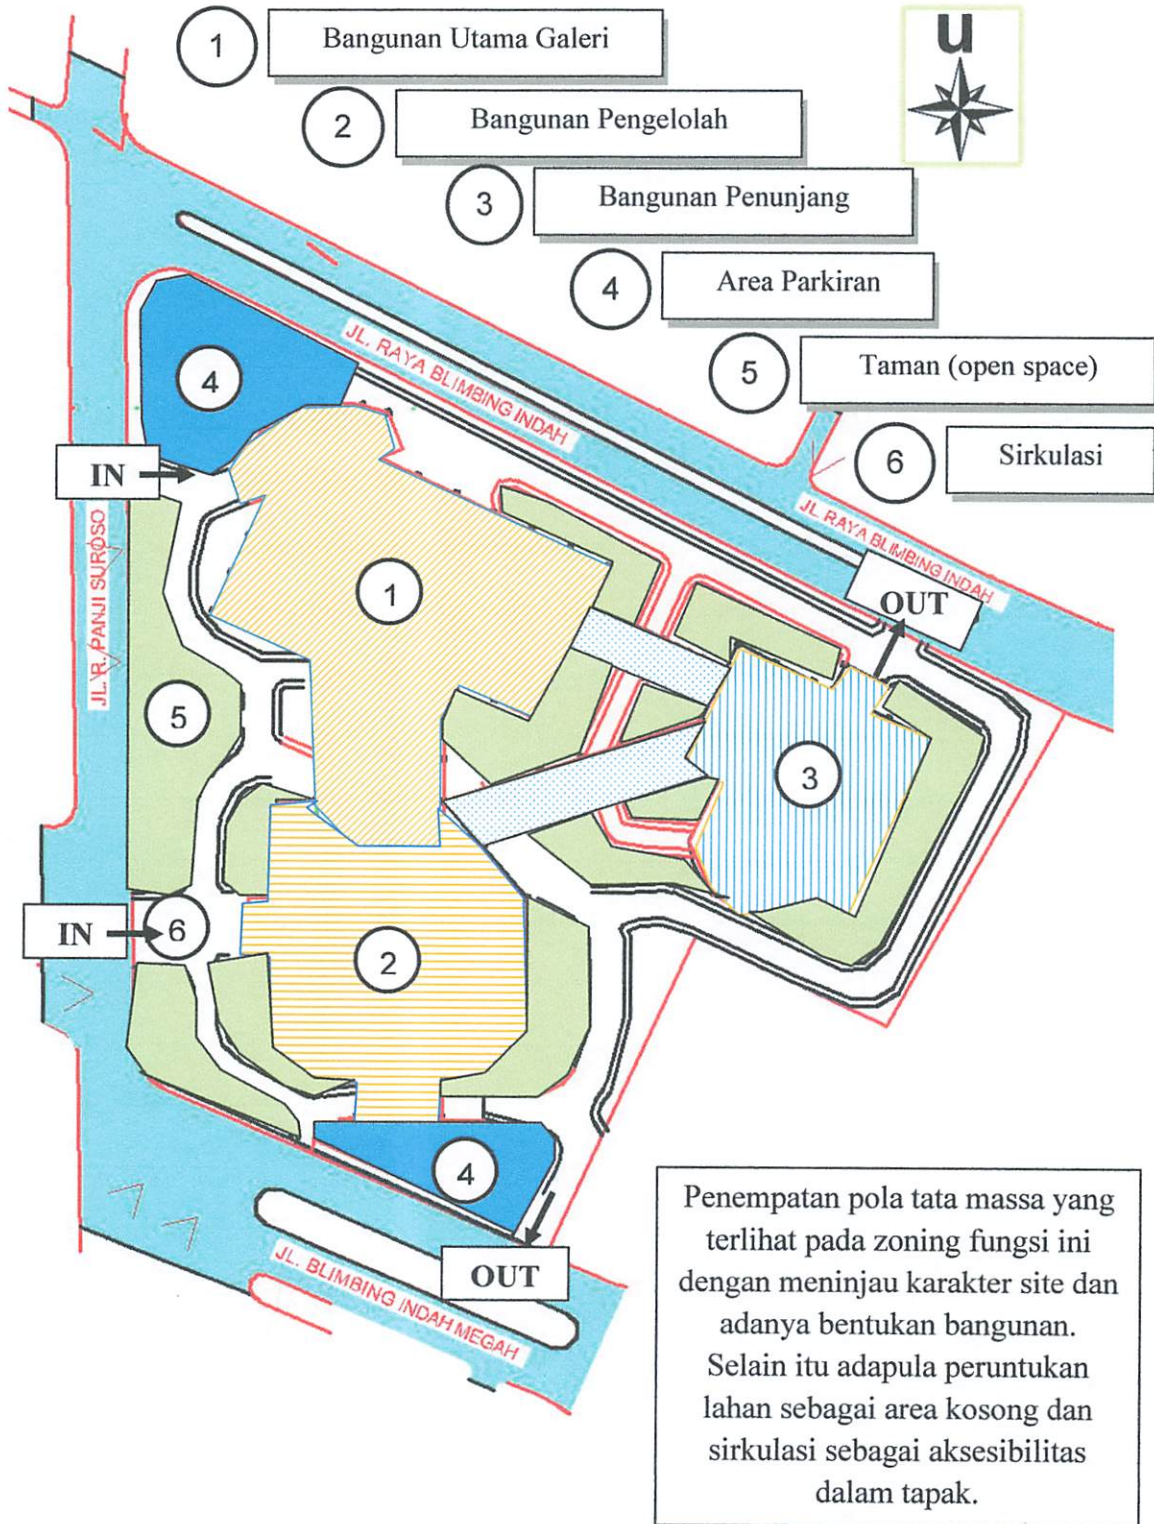 1 Bangunan Utama Galeri
u
2 Bangunan Pengelolah
3 Bangunan Penunjang
4 Area Parkiran
5 Taman (open space)
6 Sirkulasi
JL. RAYA BLIMBING INDAH
4
IN
JL. R. PANJI SUROSO
JL. RAYA BLIMBING INDAH
OUT
1
5
3
IN
6
2
4
OUT
JL. BLIMBING INDAH MEGAH
Penempatan pola tata massa yang
terlihat pada zoning fungsi ini
dengan meninjau karakter site dan
adanya bentukan bangunan.
Selain itu adapula peruntukan
lahan sebagai area kosong dan
sirkulasi sebagai aksesibilitas
dalam tapak.